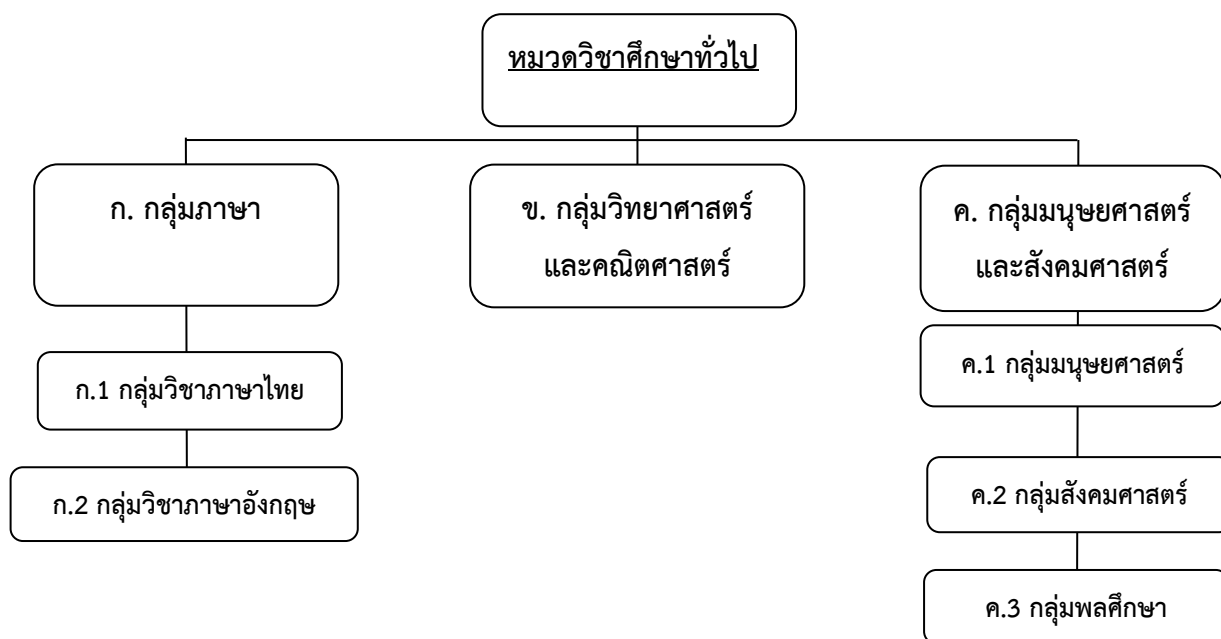 หมวดวิชาศึกษาทั่วไป
ก. กลุ่มภาษา
ข. กลุ่มวิทยาศาสตร์
และคณิตศาสตร์
ค. กลุ่มมนุษยศาสตร์
และสังคมศาสตร์
ก.1 กลุ่มวิชาภาษาไทย
ก.2 กลุ่มวิชาภาษาอังกฤษ
ค.1 กลุ่มมนุษยศาสตร์
ค.2 กลุ่มสังคมศาสตร์
ค.3 กลุ่มพลศึกษา